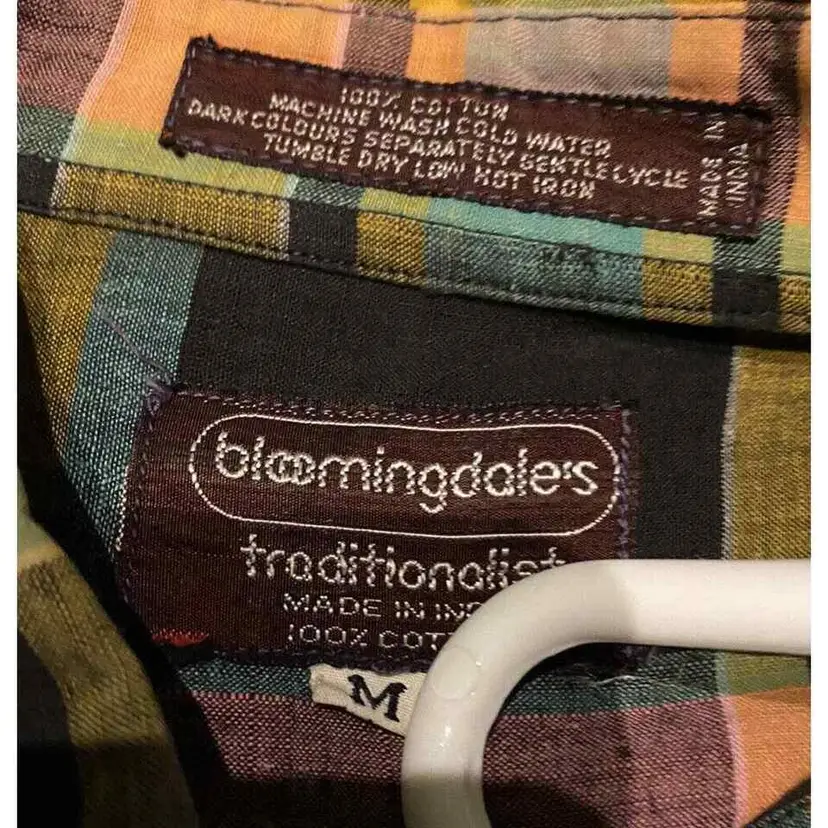 100% COTTON
MACHINE WASH COLD WATER
DARK COLOURS SEPARATELY GENTLE CYCLE
TUMBLE DRY LOW HOT IRON
MADE IN
INDIA
bloomingdale's
traditionalist
MADE IN IND
100% COT
M